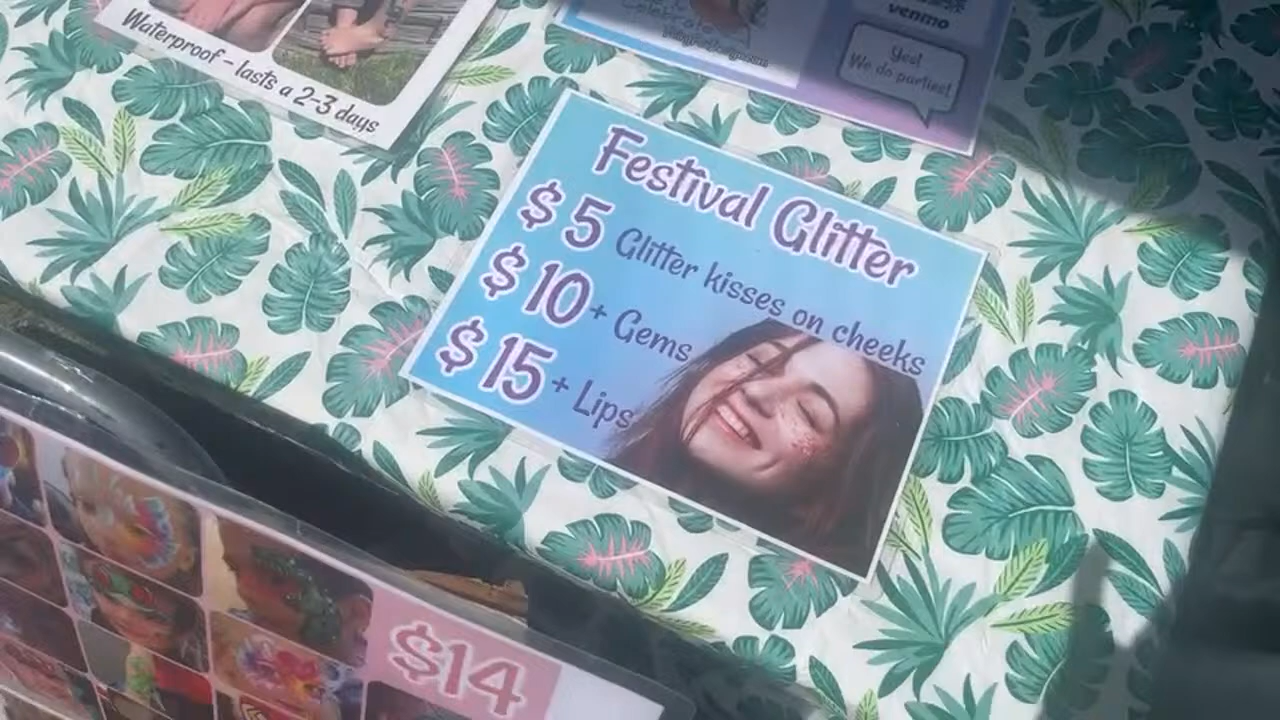 Waterproof - lasts a 2-3 days
venmo
Yes!
We do parties!
Festival Glitter
$5 Glitter kisses on cheeks
$10 + Gems
$15 + Lips
$14